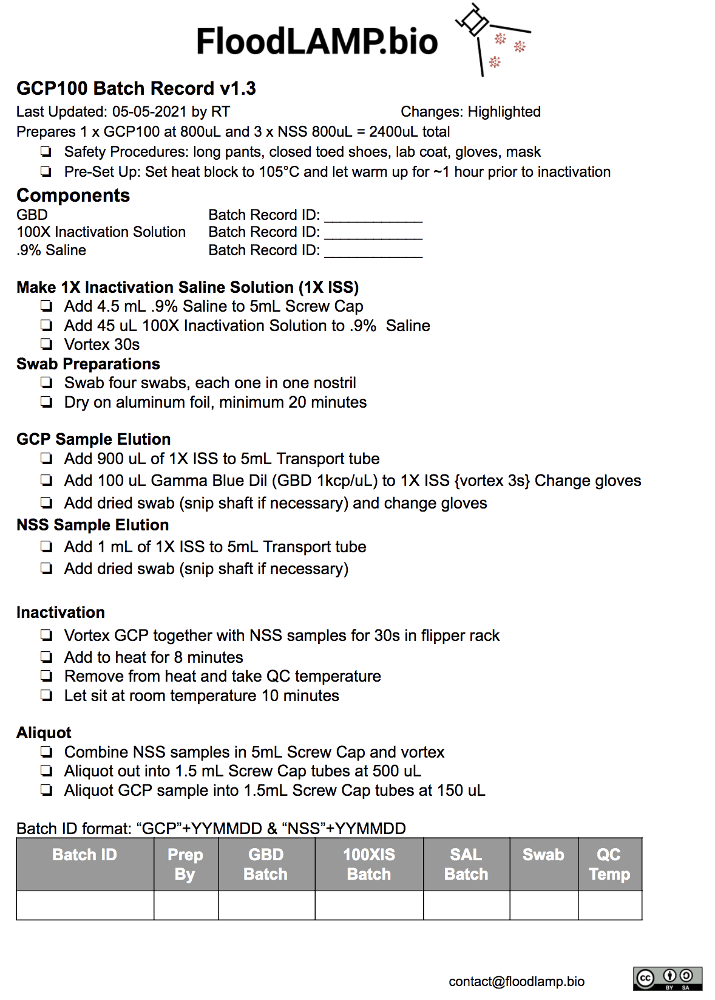 FloodLAMP.bio
GCP100 Batch Record v1.3
Last Updated: 05-05-2021 by RT Changes: Highlighted
Prepares 1 x GCP100 at 800uL and 3 x NSS 800uL = 2400uL total
❏ Safety Procedures: long pants, closed toed shoes, lab coat, gloves, mask
❏ Pre-Set Up: Set heat block to 105°C and let warm up for ~1 hour prior to inactivation
Components
GBD Batch Record ID: ____________
100X Inactivation Solution Batch Record ID: ____________
.9% Saline Batch Record ID: ____________
Make 1X Inactivation Saline Solution (1X ISS)
❏ Add 4.5 mL .9% Saline to 5mL Screw Cap
❏ Add 45 uL 100X Inactivation Solution to .9%  Saline
❏ Vortex 30s
Swab Preparations
❏ Swab four swabs, each one in one nostril
❏ Dry on aluminum foil, minimum 20 minutes
GCP Sample Elution
❏ Add 900 uL of 1X ISS to 5mL Transport tube
❏ Add 100 uL Gamma Blue Dil (GBD 1kcp/uL) to 1X ISS {vortex 3s} Change gloves
❏ Add dried swab (snip shaft if necessary) and change gloves
NSS Sample Elution
❏ Add 1 mL of 1X ISS to 5mL Transport tube
❏ Add dried swab (snip shaft if necessary)
Inactivation
❏ Vortex GCP together with NSS samples for 30s in flipper rack
❏ Add to heat for 8 minutes
❏ Remove from heat and take QC temperature
❏ Let sit at room temperature 10 minutes
Aliquot
❏ Combine NSS samples in 5mL Screw Cap and vortex
❏ Aliquot out into 1.5 mL Screw Cap tubes at 500 uL
❏ Aliquot GCP sample into 1.5mL Screw Cap tubes at 150 uL
Batch ID format: “GCP”+YYMMDD & “NSS”+YYMMDD
Batch ID Prep By GBD Batch 100XIS Batch SAL Batch Swab QC Temp
contact@floodlamp.bio
cc BY SA